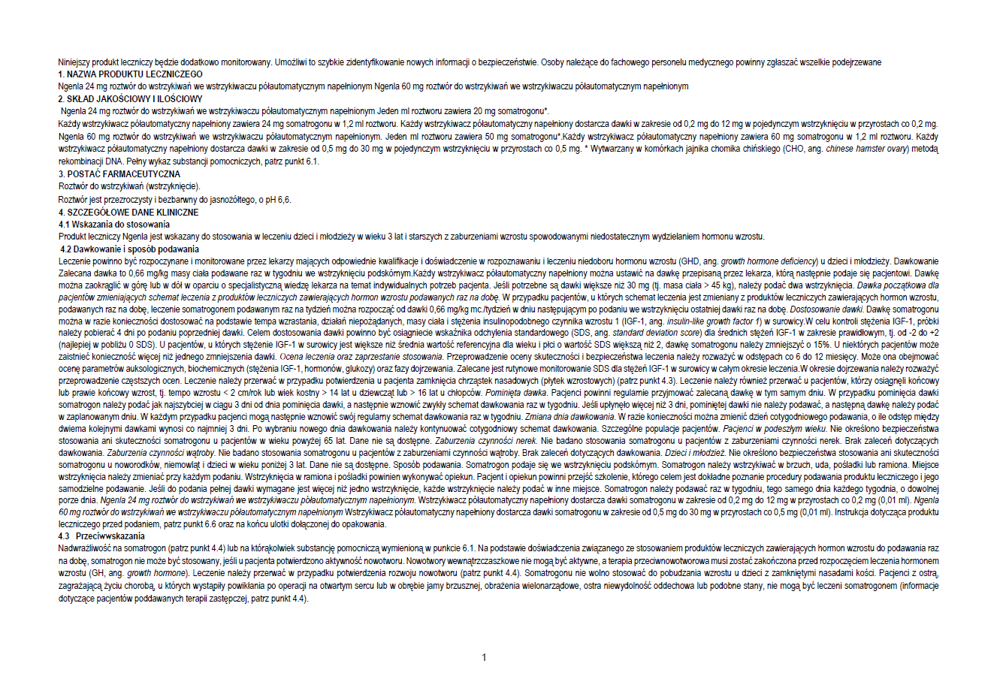 Niniejszy produkt leczniczy będzie dodatkowo monitorowany. Umożliwi to szybkie zidentyfikowanie nowych informacji o bezpieczeństwie. Osoby należące do fachowego personelu medycznego powinny zgłaszać wszelkie podejrzewane
1. NAZWA PRODUKTU LECZNICZEGO
Ngenla 24 mg roztwór do wstrzykiwań we wstrzykiwaczu półautomatycznym napełnionym Ngenla 60 mg roztwór do wstrzykiwań we wstrzykiwaczu półautomatycznym napełnionym
2. SKŁAD JAKOŚCIOWY I ILOŚCIOWY
Ngenla 24 mg roztwór do wstrzykiwań we wstrzykiwaczu półautomatycznym napełnionym Jeden ml roztworu zawiera 20 mg somatrogonu*.
Każdy wstrzykiwacz półautomatyczny napełniony zawiera 24 mg somatrogonu w 1,2 ml roztworu. Każdy wstrzykiwacz półautomatyczny napełniony dostarcza dawki w zakresie od 0,2 mg do 12 mg w pojedynczym wstrzyknięciu w przyrostach co 0,2 mg.
Ngenla 60 mg roztwór do wstrzykiwań we wstrzykiwaczu półautomatycznym napełnionym. Jeden ml roztworu zawiera 50 mg somatrogonu*.Każdy wstrzykiwacz półautomatyczny napełniony zawiera 60 mg somatrogonu w 1,2 ml roztworu. Każdy
wstrzykiwacz półautomatyczny napełniony dostarcza dawki w zakresie od 0,5 mg do 30 mg w pojedynczym wstrzyknięciu w przyrostach co 0,5 mg. * Wytwarzany w komórkach jajnika chomika chińskiego (CHO, ang. chinese hamster ovary) metodą
rekombinacji DNA. Pełny wykaz substancji pomocniczych, patrz punkt 6.1.
3. POSTAĆ FARMACEUTYCZNA
Roztwór do wstrzykiwań (wstrzyknięcie).
Roztwór jest przezroczysty i bezbarwny do jasnożółtego, o pH 6,6.
4. SZCZEGÓŁOWE DANE KLINICZNE
4.1 Wskazania do stosowania
Produkt leczniczy Ngenla jest wskazany do stosowania w leczeniu dzieci i młodzieży w wieku 3 lat i starszych z zaburzeniami wzrostu spowodowanymi niedostatecznym wydzielaniem hormonu wzrostu.
4.2 Dawkowanie i sposób podawania
Leczenie powinno być rozpoczynane i monitorowane przez lekarzy mających odpowiednie kwalifikacje i doświadczenie w rozpoznawaniu i leczeniu niedoboru hormonu wzrostu (GHD, ang. growth hormone deficiency) u dzieci i młodzieży. Dawkowanie
Zalecana dawka to 0,66 mg/kg masy ciała podawane raz w tygodniu we wstrzyknięciu podskórnym.Każdy wstrzykiwacz półautomatyczny napełniony można ustawić na dawkę przepisaną przez lekarza, którą następnie podaje się pacjentowi. Dawkę
można zaokrąglić w górę lub w dół w oparciu o specjalistyczną wiedzę lekarza na temat indywidualnych potrzeb pacjenta. Jeśli potrzebne są dawki większe niż 30 mg (tj. masa ciała > 45 kg), należy podać dwa wstrzyknięcia. Dawka początkowa dla
pacjentów zmieniających schemat leczenia z produktów leczniczych zawierających hormon wzrostu podawanych raz na dobę. W przypadku pacjentów, u których schemat leczenia jest zmieniany z produktów leczniczych zawierających hormon wzrostu,
podawanych raz na dobę, leczenie somatrogonem podawanym raz na tydzień można rozpocząć od dawki 0,66 mg/kg mc./tydzień w dniu następującym po podaniu we wstrzyknięciu ostatniej dawki raz na dobę. Dostosowanie dawki. Dawkę somatrogonu
można w razie konieczności dostosować na podstawie tempa wzrastania, działań niepożądanych, masy ciała i stężenia insulinopodobnego czynnika wzrostu 1 (IGF-1, ang. insulin-like growth factor 1) w surowicy.W celu kontroli stężenia IGF-1, próbki
należy pobierać 4 dni po podaniu poprzedniej dawki. Celem dostosowania dawki powinno być osiągniecie wskaźnika odchylenia standardowego (SDS, ang. standard deviation score) dla średnich stężeń IGF-1 w zakresie prawidłowym, tj. od -2 do +2
(najlepiej w pobliżu 0 SDS). U pacjentów, u których stężenie IGF-1 w surowicy jest większe niż średnia wartość referencyjna dla wieku i płci o wartość SDS większą niż 2, dawkę somatrogonu należy zmniejszyć o 15%. U niektórych pacjentów może
zaistnieć konieczność więcej niż jednego zmniejszenia dawki. Ocena leczenia oraz zaprzestanie stosowania. Przeprowadzenie oceny skuteczności i bezpieczeństwa leczenia należy rozważyć w odstępach co 6 do 12 miesięcy. Może ona obejmować
ocenę parametrów auksologicznych, biochemicznych (stężenia IGF-1, hormonów, glukozy) oraz fazy dojrzewania. Zalecane jest rutynowe monitorowanie SDS dla stężeń IGF-1 w surowicy w całym okresie leczenia.W okresie dojrzewania należy rozważyć
przeprowadzenie częstszych ocen. Leczenie należy przerwać w przypadku potwierdzenia u pacjenta zamknięcia chrząstek nasadowych (płytek wzrostowych) (patrz punkt 4.3). Leczenie należy również przerwać u pacjentów, którzy osiągnęli końcowy
lub prawie końcowy wzrost, tj. tempo wzrostu < 2 cm/rok lub wiek kostny > 14 lat u dziewcząt lub > 16 lat u chłopców. Pominięta dawka. Pacjenci powinni regularnie przyjmować zalecaną dawkę w tym samym dniu. W przypadku pominięcia dawki
somatrogon należy podać jak najszybciej w ciągu 3 dni od dnia pominięcia dawki, a następnie wznowić zwykły schemat dawkowania raz w tygodniu. Jeśli upłynęło więcej niż 3 dni, pominiętej dawki nie należy podawać, a następną dawkę należy podać
w zaplanowanym dniu. W każdym przypadku pacjenci mogą następnie wznowić swój regularny schemat dawkowania raz w tygodniu. Zmiana dnia dawkowania. W razie konieczności można zmienić dzień cotygodniowego podawania, o ile odstęp między
dwiema kolejnymi dawkami wynosi co najmniej 3 dni. Po wybraniu nowego dnia dawkowania należy kontynuować cotygodniowy schemat dawkowania. Szczególne populacje pacjentów. Pacjenci w podeszłym wieku. Nie określono bezpieczeństwa
stosowania ani skuteczności somatrogonu u pacjentów w wieku powyżej 65 lat. Dane nie są dostępne. Zaburzenia czynności nerek. Nie badano stosowania somatrogonu u pacjentów z zaburzeniami czynności nerek. Brak zaleceń dotyczących
dawkowania. Zaburzenia czynności wątroby. Nie badano stosowania somatrogonu u pacjentów z zaburzeniami czynności wątroby. Brak zaleceń dotyczących dawkowania. Dzieci i młodzież. Nie określono bezpieczeństwa stosowania ani skuteczności
somatrogonu u noworodków, niemowląt i dzieci w wieku poniżej 3 lat. Dane nie są dostępne. Sposób podawania. Somatrogon podaje się we wstrzyknięciu podskórnym. Somatrogon należy wstrzykiwać w brzuch, uda, pośladki lub ramiona. Miejsce
wstrzyknięcia należy zmieniać przy każdym podaniu. Wstrzyknięcia w ramiona i pośladki powinien wykonywać opiekun. Pacjent i opiekun powinni przejść szkolenie, którego celem jest dokładne poznanie procedury podawania produktu leczniczego i jego
samodzielne podawanie. Jeśli do podania pełnej dawki wymagane jest więcej niż jedno wstrzyknięcie, każde wstrzyknięcie należy podać w inne miejsce. Somatrogon należy podawać raz w tygodniu, tego samego dnia każdego tygodnia, o dowolnej
porze dnia. Ngenla 24 mg roztwór do wstrzykiwań we wstrzykiwaczu półautomatycznym napełnionym. Wstrzykiwacz półautomatyczny napełniony dostarcza dawki somatrogonu w zakresie od 0,2 mg do 12 mg w przyrostach co 0,2 mg (0,01 ml). Ngenla
60 mg roztwór do wstrzykiwań we wstrzykiwaczu półautomatycznym napełnionym Wstrzykiwacz półautomatyczny napełniony dostarcza dawki somatrogonu w zakresie od 0,5 mg do 30 mg w przyrostach co 0,5 mg (0,01 ml). Instrukcja dotycząca produktu
leczniczego przed podaniem, patrz punkt 6.6 oraz na końcu ulotki dołączonej do opakowania.
4.3 Przeciwwskazania
Nadwrażliwość na somatrogon (patrz punkt 4.4) lub na którąkolwiek substancję pomocniczą wymienioną w punkcie 6.1. Na podstawie doświadczenia związanego ze stosowaniem produktów leczniczych zawierających hormon wzrostu do podawania raz
na dobę, somatrogon nie może być stosowany, jeśli u pacjenta potwierdzono aktywność nowotworu. Nowotwory wewnątrzczaszkowe nie mogą być aktywne, a terapia przeciwnowotworowa musi zostać zakończona przed rozpoczęciem leczenia hormonem
wzrostu (GH, ang. growth hormone). Leczenie należy przerwać w przypadku potwierdzenia rozwoju nowotworu (patrz punkt 4.4). Somatrogonu nie wolno stosować do pobudzania wzrostu u dzieci z zamkniętymi nasadami kości. Pacjenci z ostrą,
zagrażającą życiu chorobą, u których wystąpiły powikłania po operacji na otwartym sercu lub w obrębie jamy brzusznej, obrażenia wielonarządowe, ostra niewydolność oddechowa lub podobne stany, nie mogą być leczeni somatrogonem (informacje
dotyczące pacjentów poddawanych terapii zastępczej, patrz punkt 4.4).
1